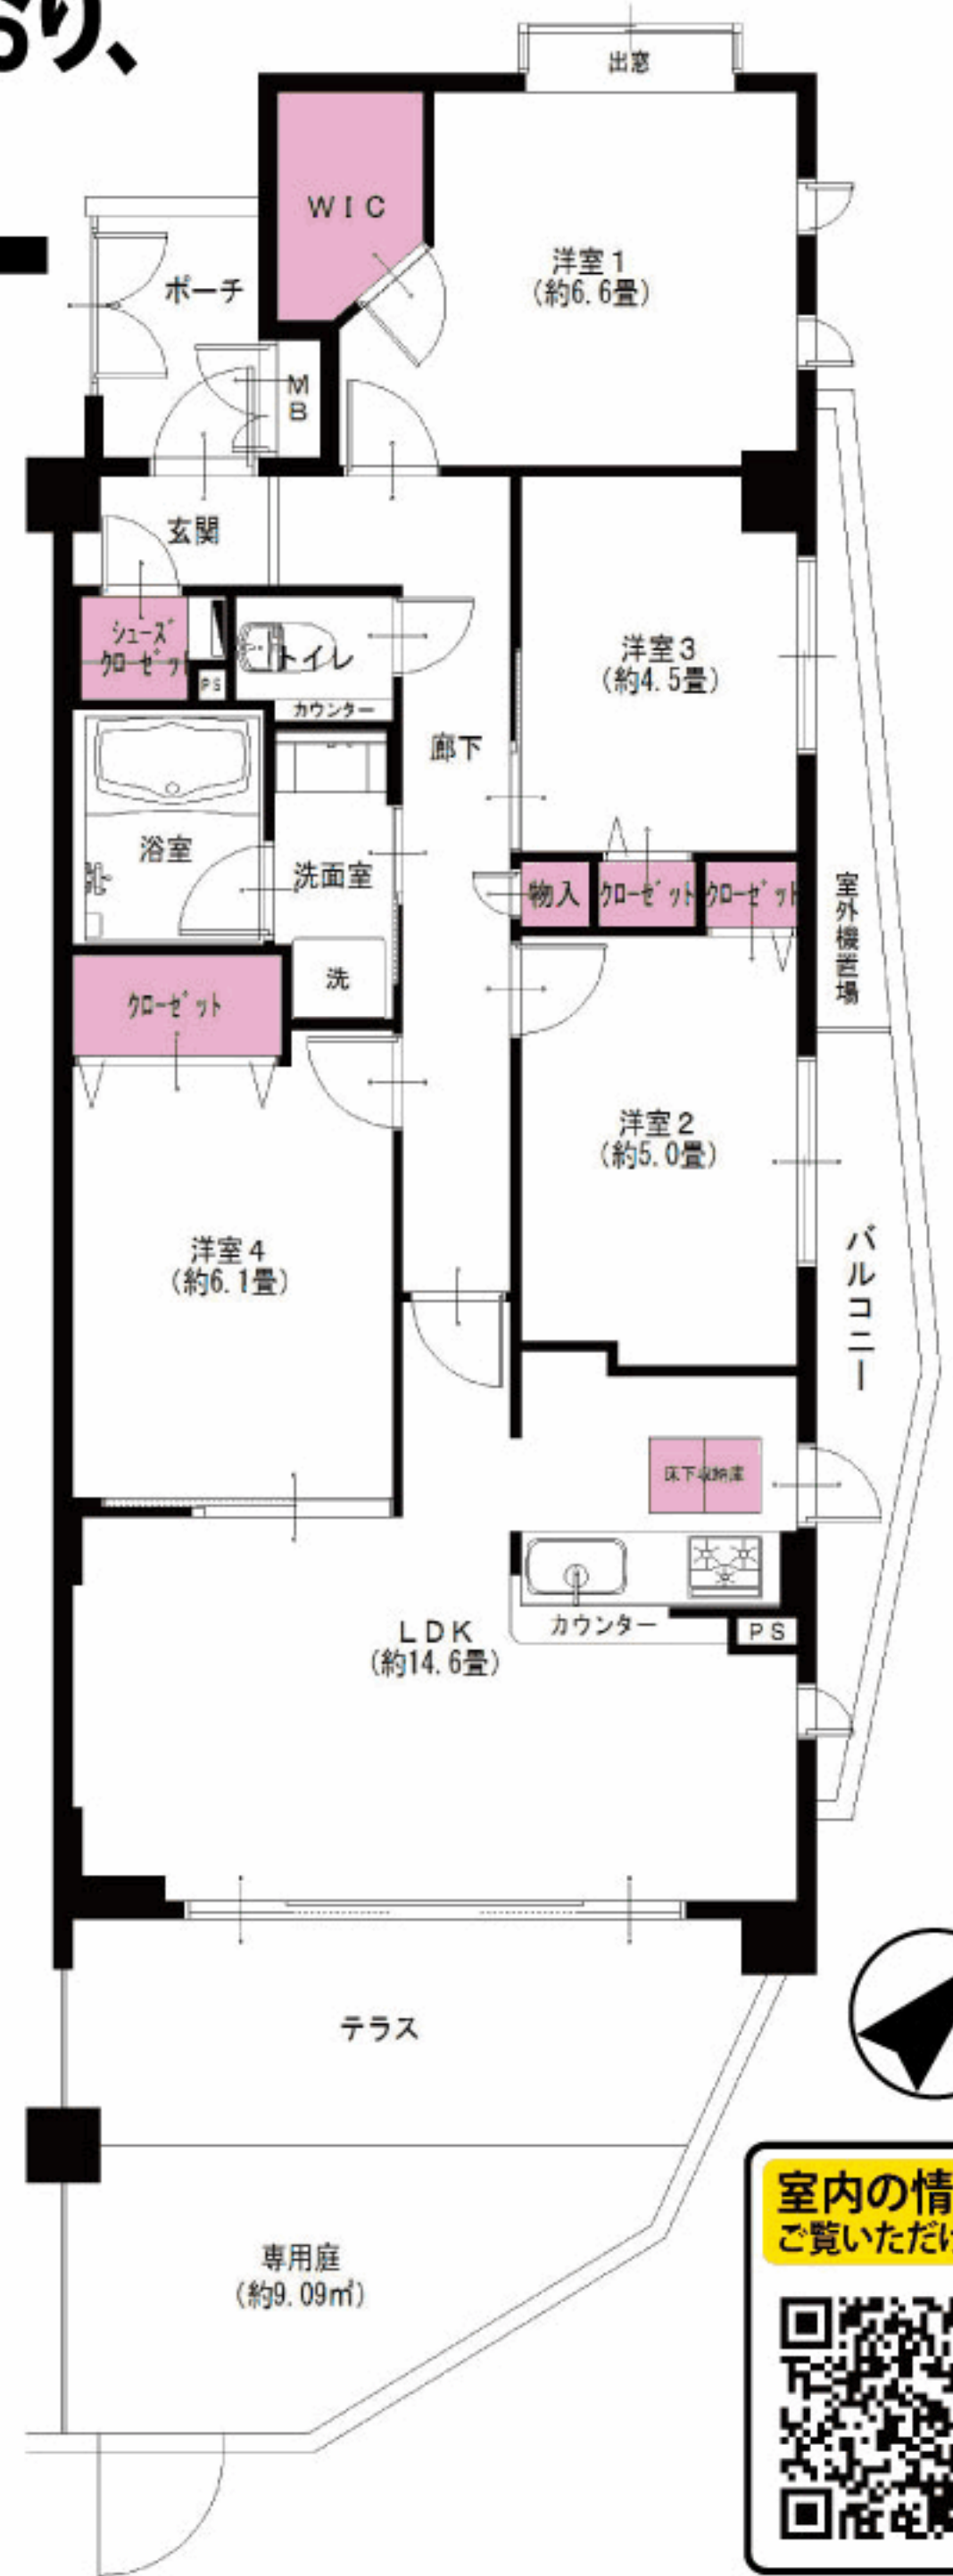 おり、
出窓
WIC
洋室1
(約6.6畳)
ポーチ
MB
玄関
シューズ
クローゼット
PS
トイレ
カウンター
洋室3
(約4.5畳)
廊下
浴室
洗面室
物入
クローゼット
クローゼット
室外機置場
洗
クローゼット
洋室2
(約5.0畳)
洋室4
(約6.1畳)
バルコニー
床下収納庫
カウンター
PS
LDK
(約14.6畳)
テラス
専用庭
(約9.09㎡)
室内の情
ご覧いただけ